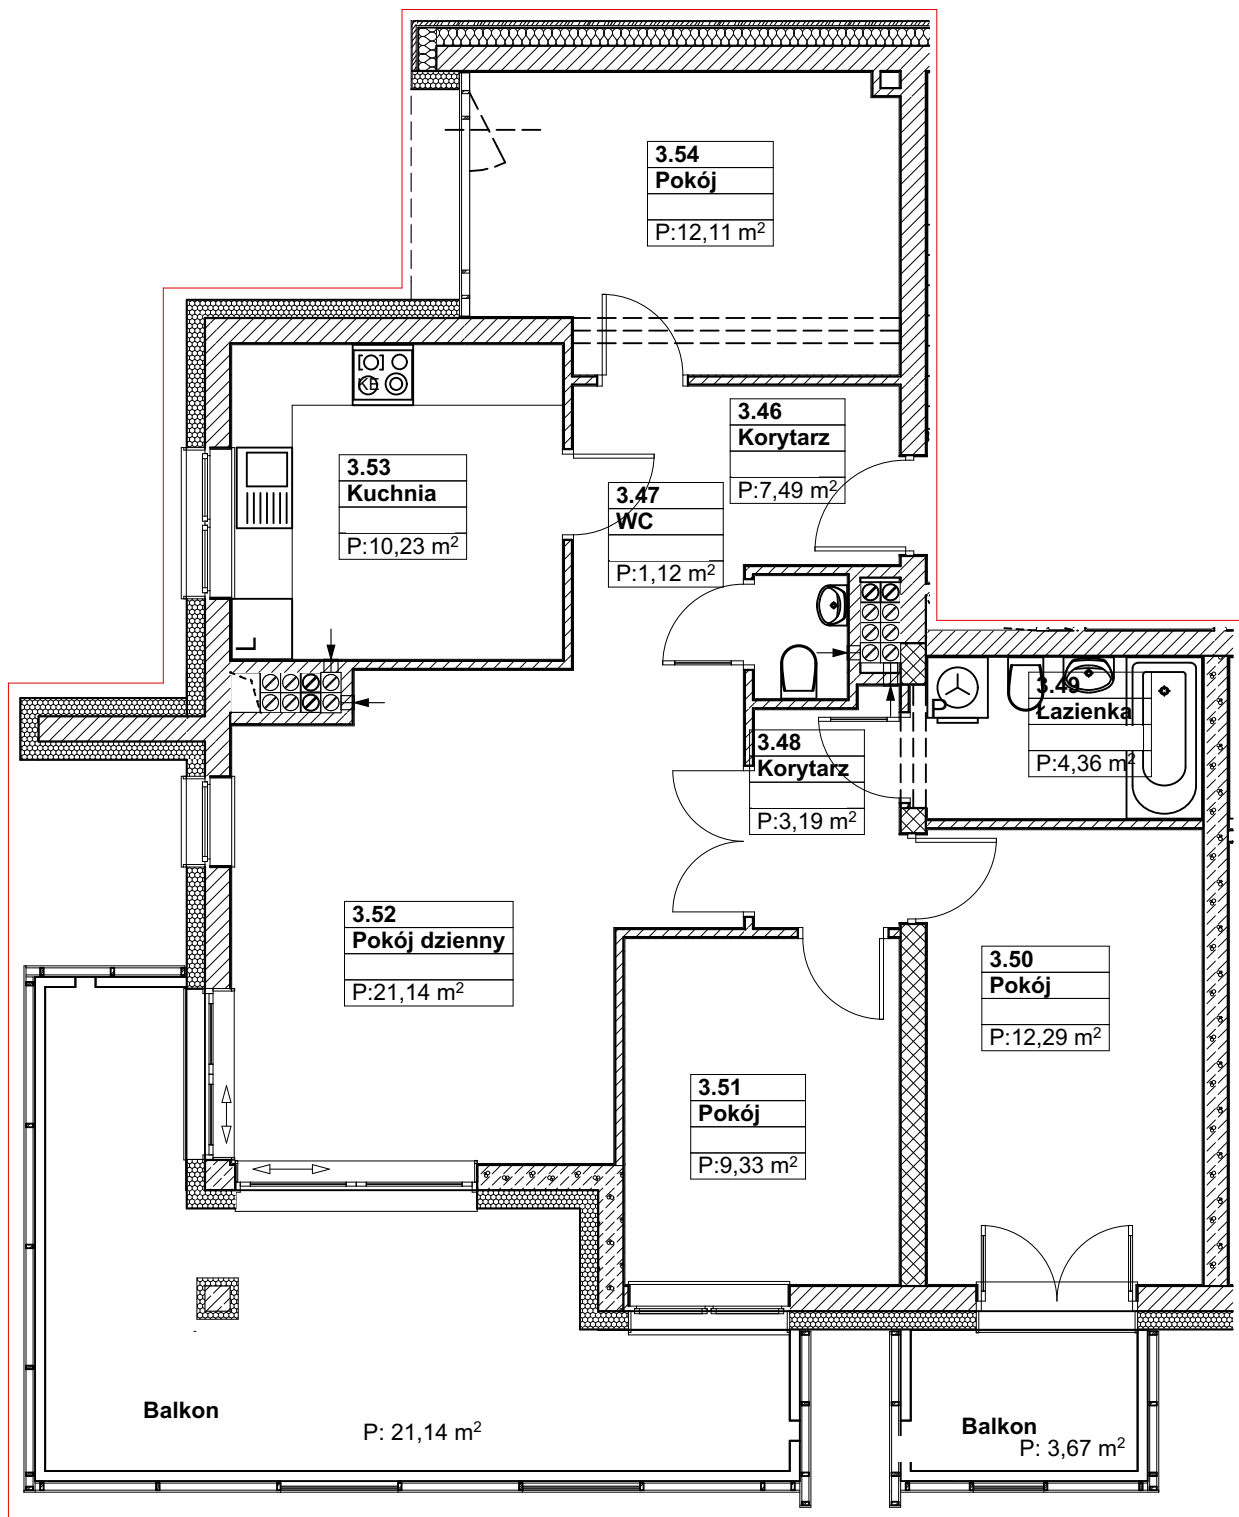 3.54
Pokój
P:12,11 m²
3.46
Korytarz
P:7,49 m²
3.53
Kuchnia
P:10,23 m²
3.47
WC
P:1,12 m²
3.49
Łazienka
P:4,36 m²
P
3.48
Korytarz
P:3,19 m²
3.52
Pokój dzienny
P:21,14 m²
3.50
Pokój
P:12,29 m²
3.51
Pokój
P:9,33 m²
Balkon
P: 21,14 m²
Balkon
P: 3,67 m²